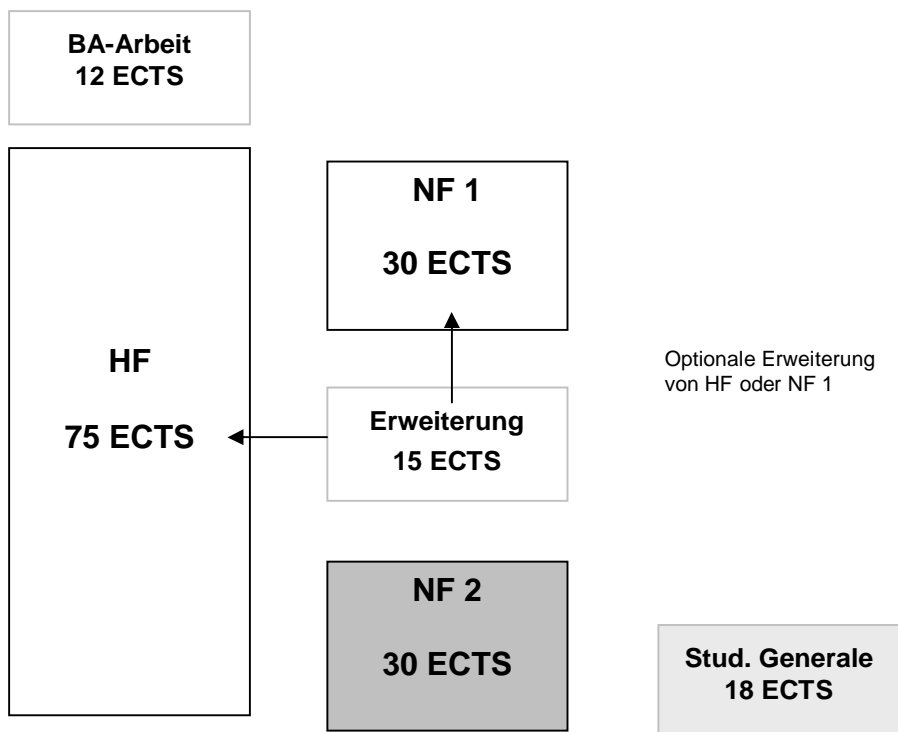 BA-Arbeit
12 ECTS
HF
75 ECTS
NF 1
30 ECTS
Erweiterung
15 ECTS
Optionale Erweiterung
von HF oder NF 1
NF 2
30 ECTS
Stud. Generale
18 ECTS